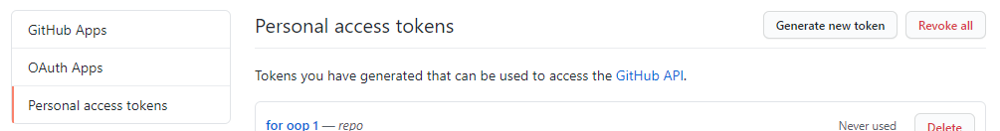 GitHub Apps
OAuth Apps
Personal access tokens
Personal access tokens
Generate new token
Revoke all
Tokens you have generated that can be used to access the GitHub API.
for oop 1 — repo
Never used
Delete